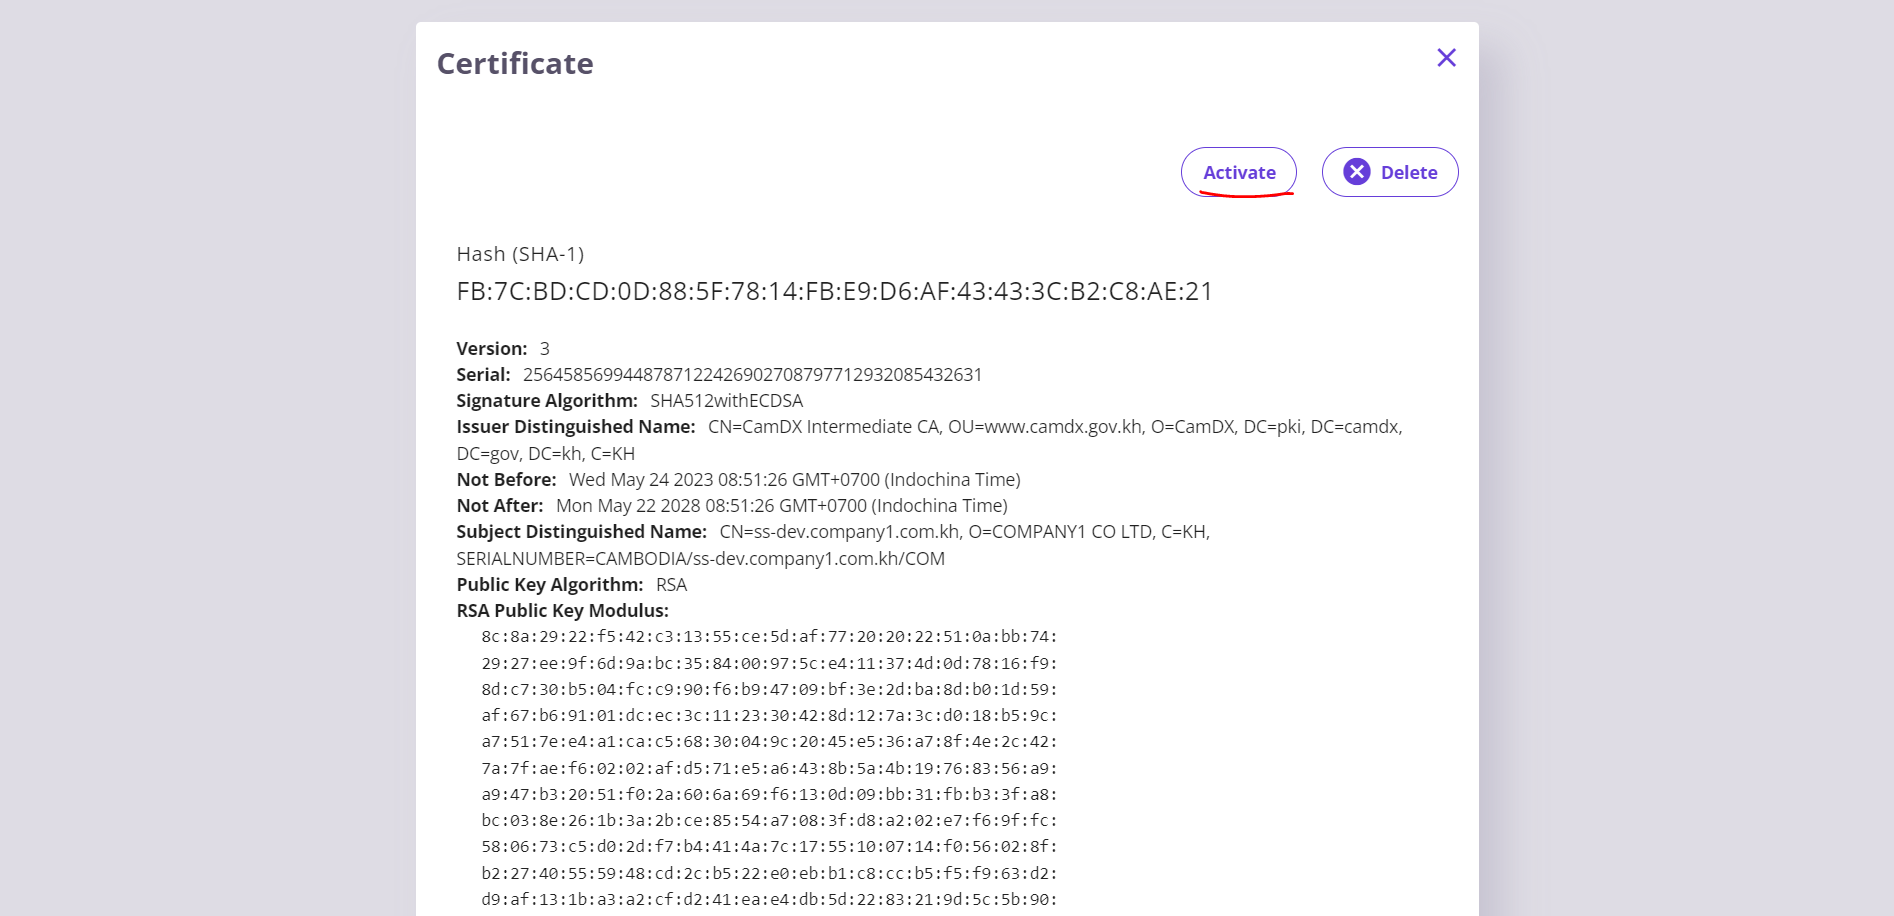 Certificate
Activate
Delete
Hash (SHA-1)
FB:7C:BD:CD:0D:88:5F:78:14:FB:E9:D6:AF:43:43:3C:B2:C8:AE:21
Version: 3
Serial: 256458569944878712242690270879771293208543​2631
Signature Algorithm: SHA512withECDSA
Issuer Distinguished Name: CN=CamDX Intermediate CA, OU=www.camdx.gov.kh, O=CamDX, DC=pki, DC=camdx,
DC=gov, DC=kh, C=KH
Not Before: Wed May 24 2023 08:51:26 GMT+0700 (Indochina Time)
Not After: Mon May 22 2028 08:51:26 GMT+0700 (Indochina Time)
Subject Distinguished Name: CN=ss-dev.company1.com.kh, O=COMPANY1 CO LTD, C=KH,
SERIALNUMBER=CAMBODIA/ss-dev.company1.com.kh/COM
Public Key Algorithm: RSA
RSA Public Key Modulus:
8c:8a:29:22:f5:42:c3:13:55:ce:5d:af:77:20:20:22:51:0a:bb:74:
29:27:ee:9f:6d:9a:bc:35:84:00:97:5c:e4:11:37:4d:0d:78:16:f9:
8d:c7:30:b5:04:fc:c9:90:f6:b9:47:09:bf:3e:2d:ba:8d:b0:1d:59:
af:67:b6:91:01:dc:ec:3c:11:23:30:42:8d:12:7a:3c:d0:18:b5:9c:
a7:51:7e:e4:a1:ca:c5:68:30:04:9c:20:45:e5:36:a7:8f:4e:2c:42:
7a:7f:ae:f6:02:02:af:d5:71:e5:a6:43:8b:5a:4b:19:76:83:56:a9:
a9:47:b3:20:51:f0:2a:60:6a:69:f6:13:0d:09:bb:31:fb:b3:3f:a8:
bc:03:8e:26:1b:3a:2b:ce:85:54:a7:08:3f:d8:a2:02:e7:f6:9f:fc:
58:06:73:c5:d0:2d:f7:b4:41:4a:7c:17:55:10:07:14:f0:56:02:8f:
b2:27:40:55:59:48:cd:2c:b5:22:e0:eb:b1:c8:cc:b5:f5:f9:63:d2:
d9:af:13:1b:a3:a2:cf:d2:41:ea:e4:db:5d:22:83:21:9d:5c:5b:90: